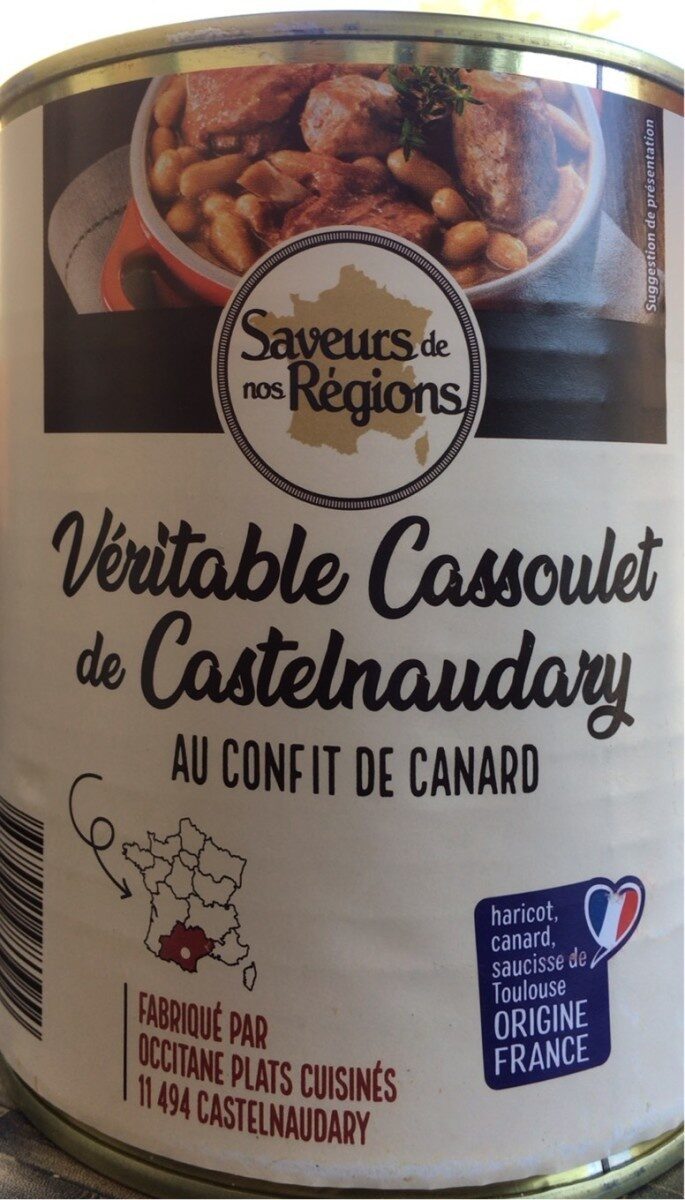 Suggestion de présentation
Saveurs de
nos Régions
Véritable Cassoulet
de Castelnaudary
AU CONFIT DE CANARD
haricot,
canard,
saucisse de
Toulouse
ORIGINE
FRANCE
FABRIQUÉ PAR
OCCITANE PLATS CUISINÉS
11 494 CASTELNAUDARY